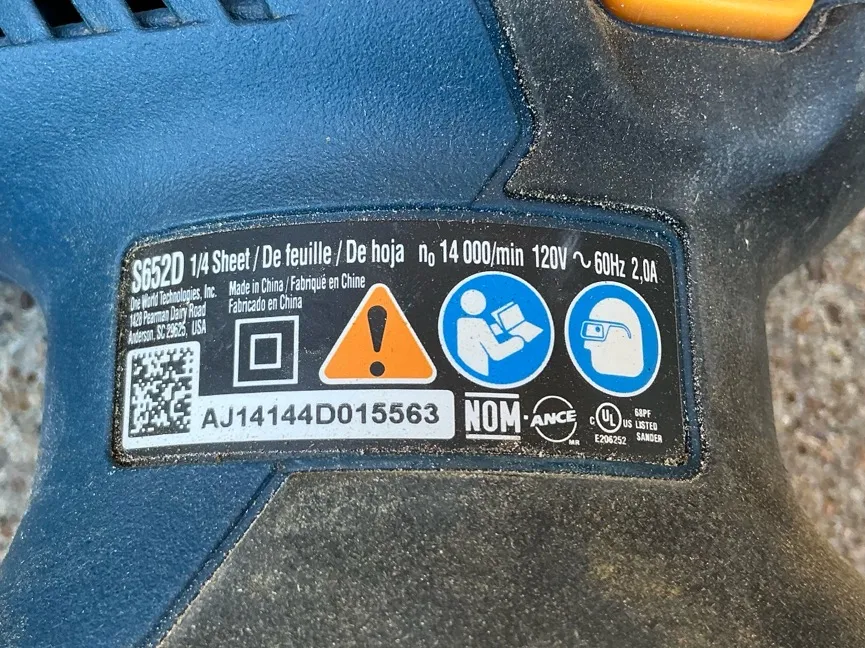 S652D 1/4 Sheet / De feuille / De hoja n₀ 14 000/min 120V ~ 60Hz 2,0A
One World Technologies, Inc.
1428 Pearman Dairy Road
Anderson, SC 29625, USA
Made in China / Fabriqué en Chine
Fabricado en China
AJ14144D015563
NOM - ANCE
MR
C UL US
E206252
68PF
LISTED
SANDER